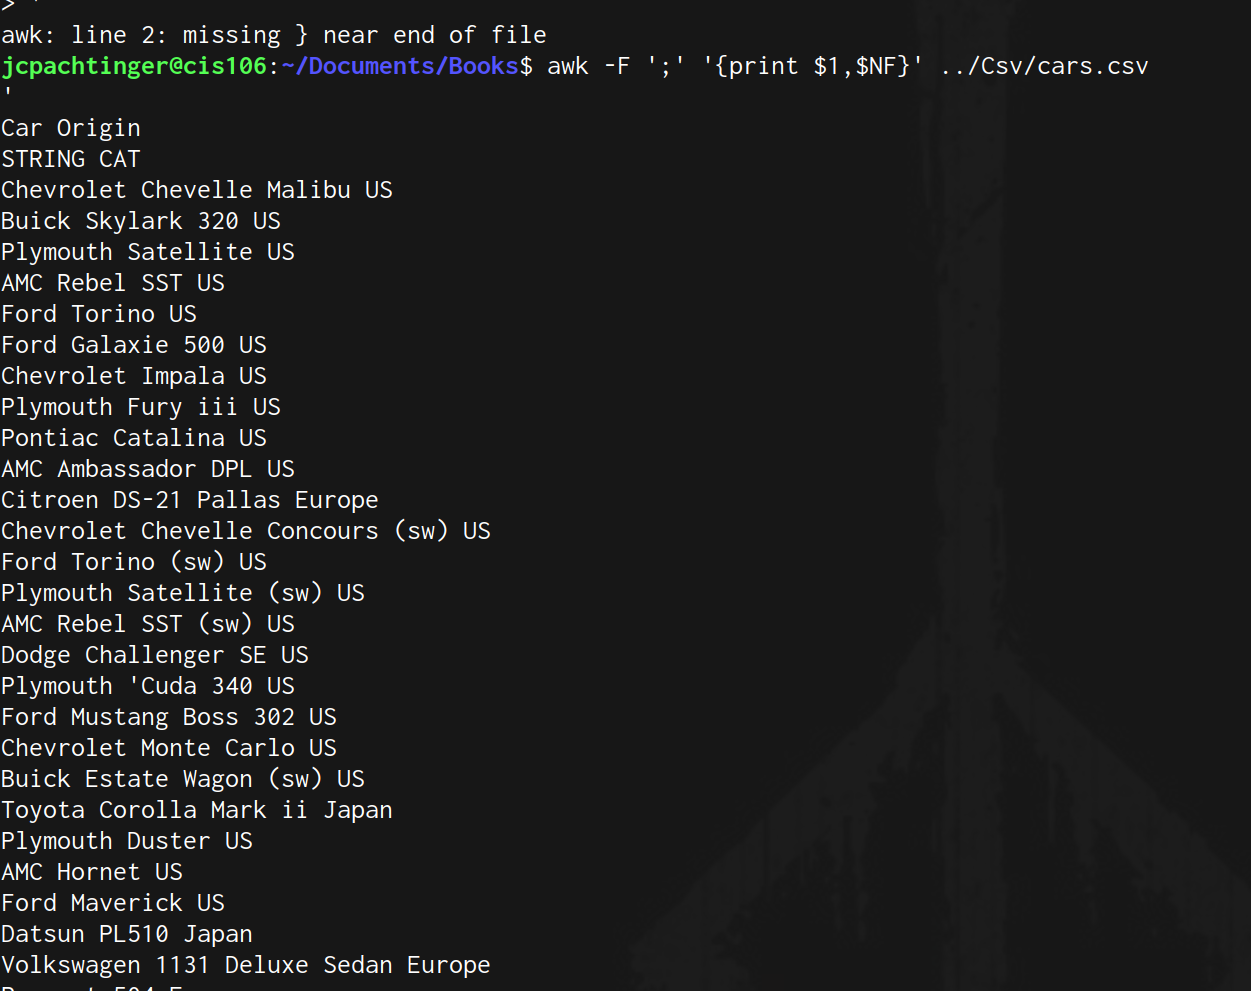 > '
awk: line 2: missing } near end of file
jcpachtinger@cis106:~/Documents/Books$ awk -F ';' '{print $1,$NF}' ../Csv/cars.csv
'
Car Origin
STRING CAT
Chevrolet Chevelle Malibu US
Buick Skylark 320 US
Plymouth Satellite US
AMC Rebel SST US
Ford Torino US
Ford Galaxie 500 US
Chevrolet Impala US
Plymouth Fury iii US
Pontiac Catalina US
AMC Ambassador DPL US
Citroen DS-21 Pallas Europe
Chevrolet Chevelle Concours (sw) US
Ford Torino (sw) US
Plymouth Satellite (sw) US
AMC Rebel SST (sw) US
Dodge Challenger SE US
Plymouth 'Cuda 340 US
Ford Mustang Boss 302 US
Chevrolet Monte Carlo US
Buick Estate Wagon (sw) US
Toyota Corolla Mark ii Japan
Plymouth Duster US
AMC Hornet US
Ford Maverick US
Datsun PL510 Japan
Volkswagen 1131 Deluxe Sedan Europe